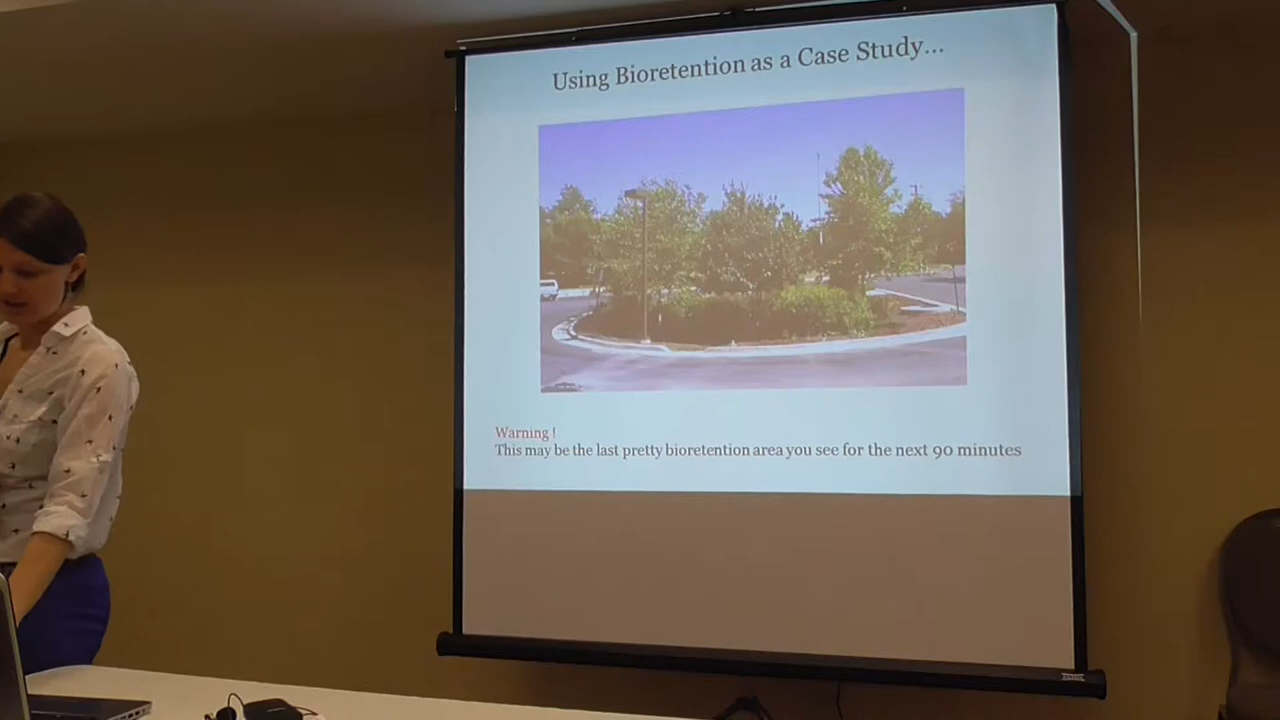 Using Bioretention as a Case Study...
Warning!
This may be the last pretty bioretention area you see for the next 90 minutes